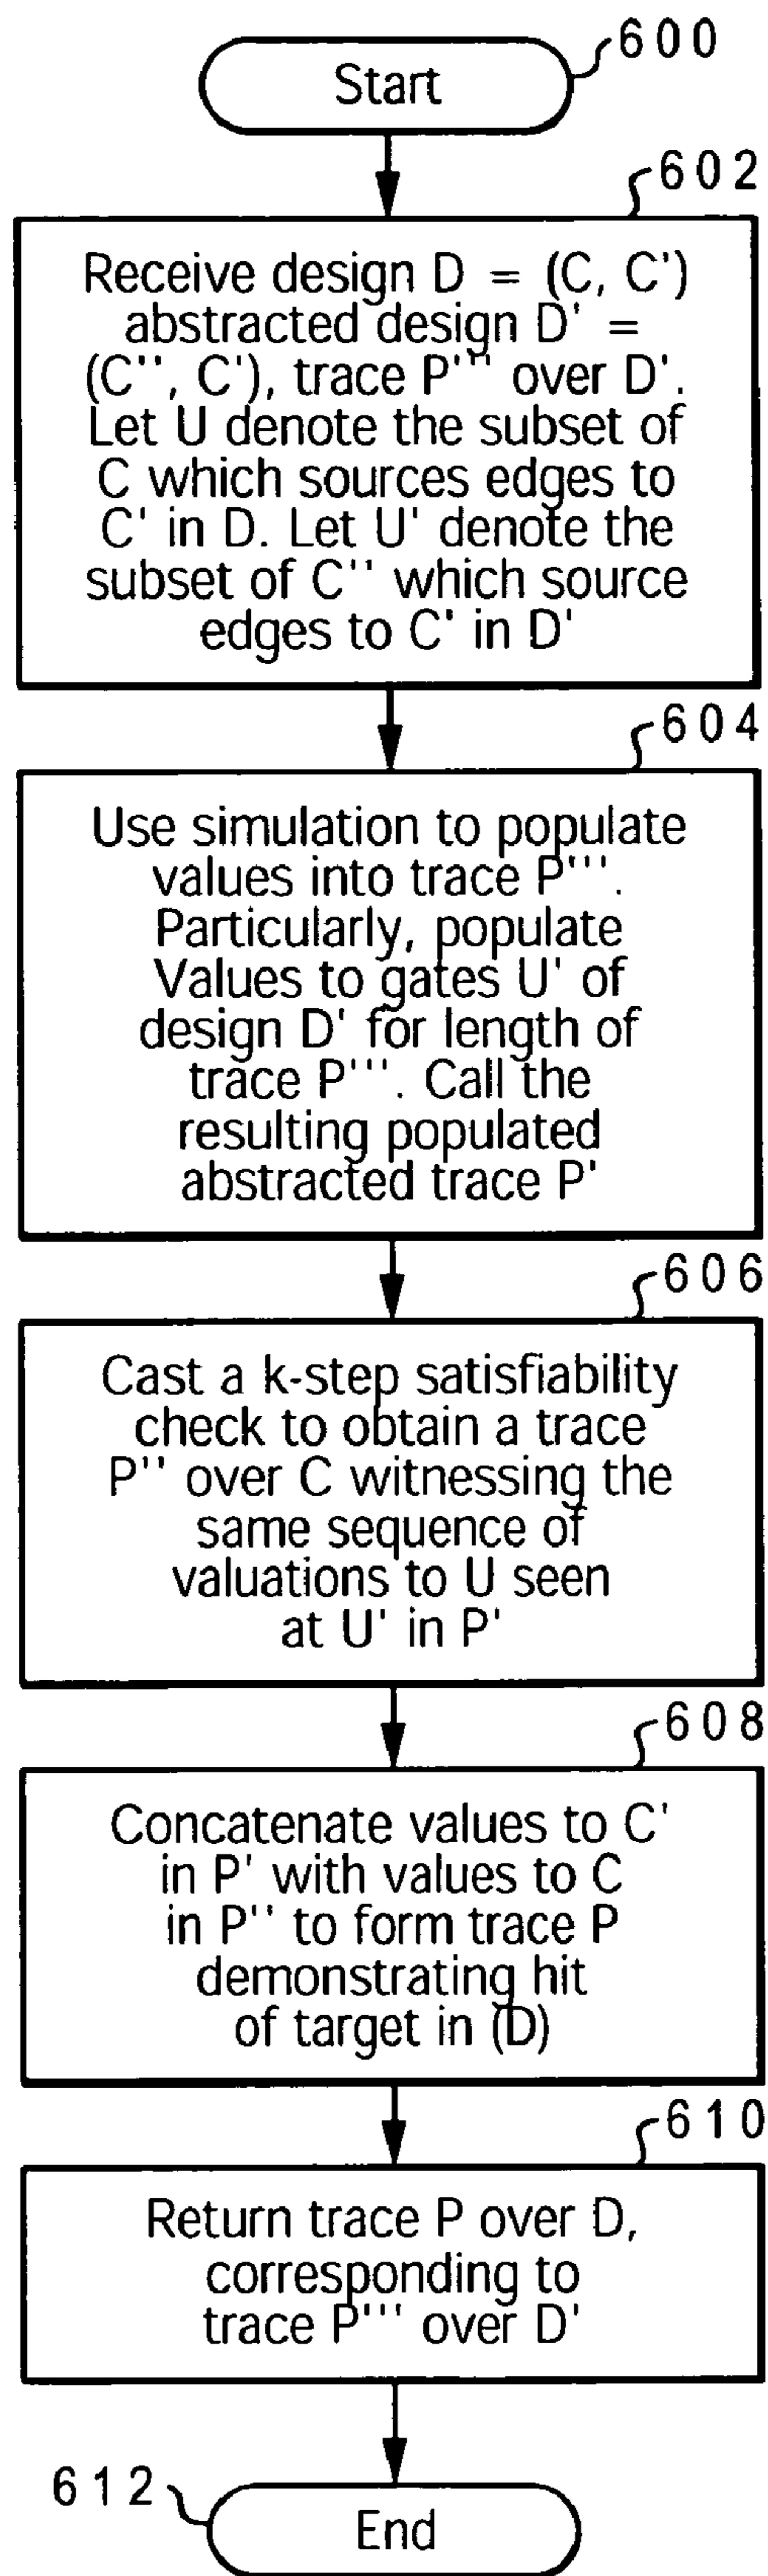 600
Start
602
Receive design D = (C, C')
abstracted design D' =
(C'', C'), trace P''' over D'.
Let U denote the subset of
C which sources edges to
C' in D. Let U' denote the
subset of C'' which source
edges to C' in D'
604
Use simulation to populate
values into trace P'''.
Particularly, populate
Values to gates U' of
design D' for length of
trace P'''. Call the
resulting populated
abstracted trace P'
606
Cast a k-step satisfiability
check to obtain a trace
P'' over C witnessing the
same sequence of
valuations to U seen
at U' in P'
608
Concatenate values to C'
in P' with values to C
in P'' to form trace P
demonstrating hit
of target in (D)
610
Return trace P over D,
corresponding to
trace P''' over D'
612
End